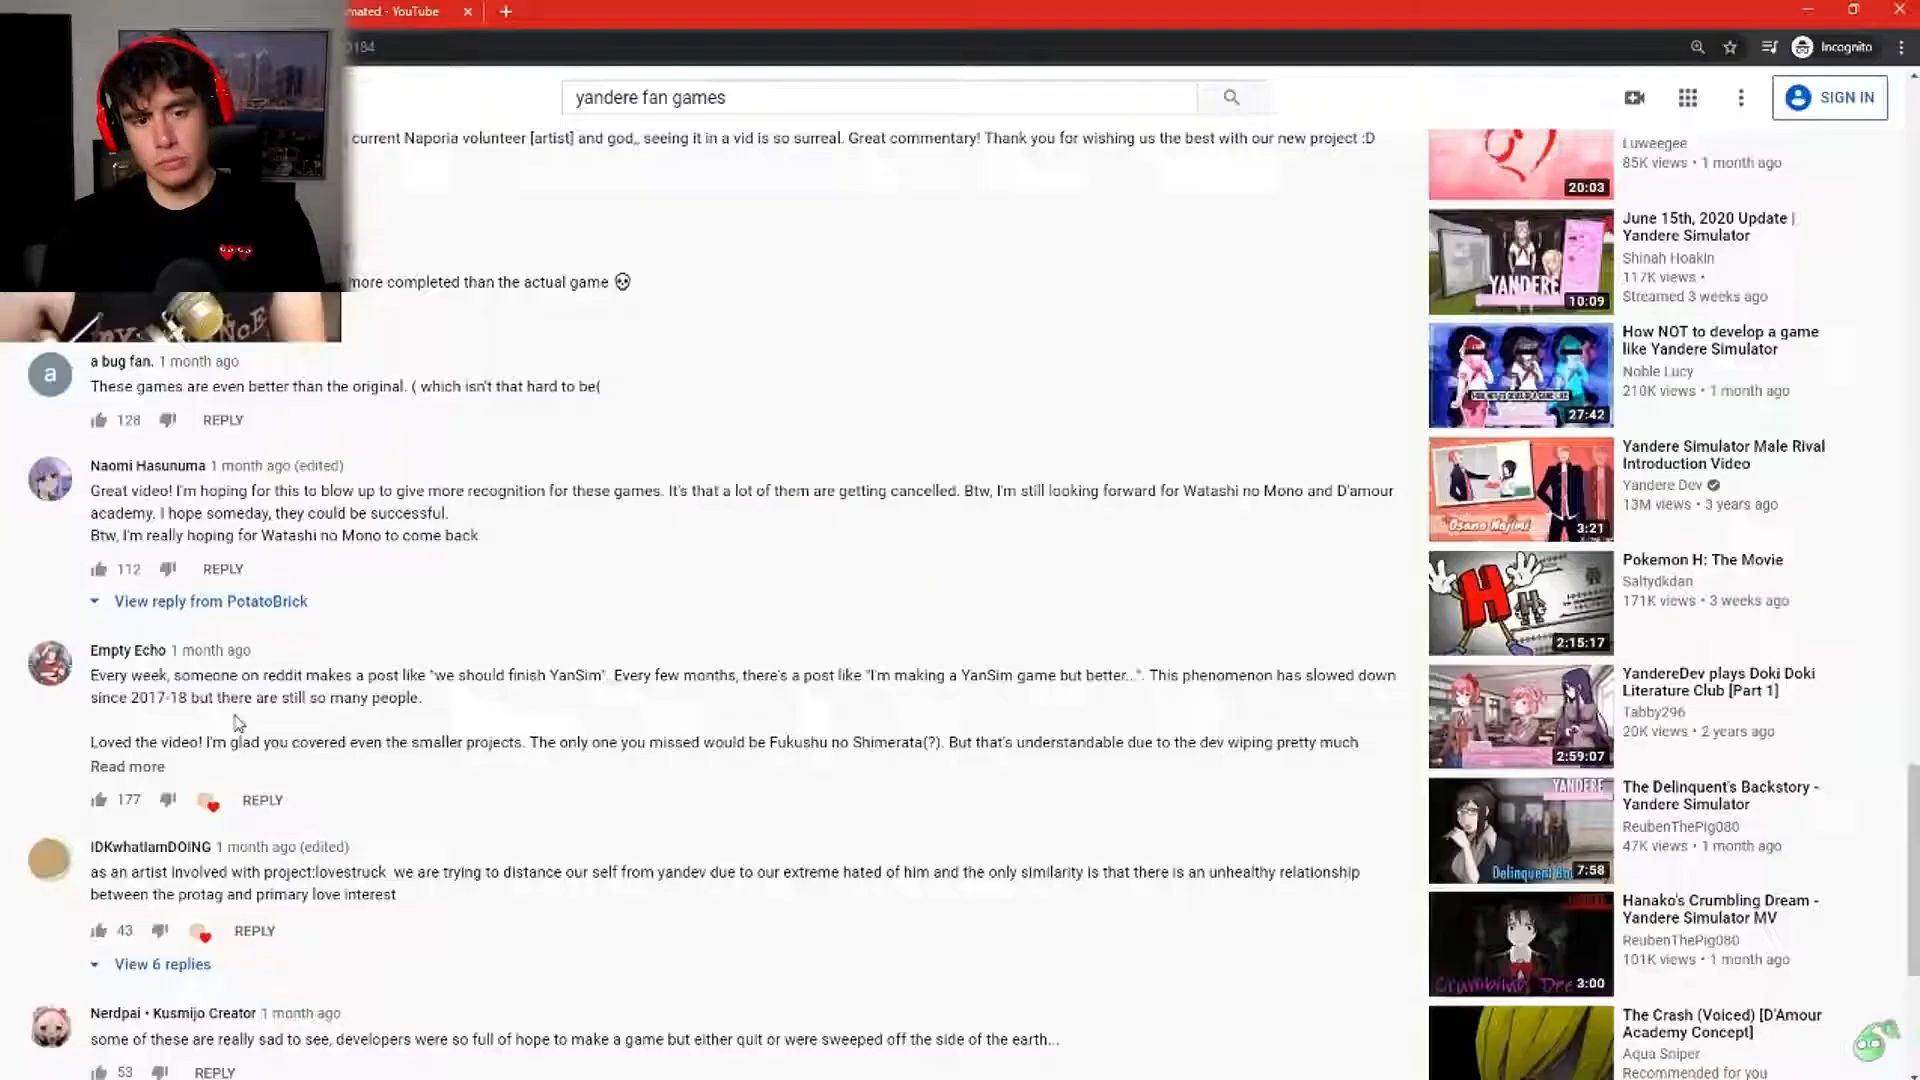 mated - YouTube
184
Incognito
yandere fan games
SIGN IN
current Naporia volunteer [artist] and god,, seeing it in a vid is so surreal. Great commentary! Thank you for wishing us the best with our new project :D
more completed than the actual game 💀
a
a bug fan. 1 month ago
These games are even better than the original. ( which isn't that hard to be(
128 REPLY
Naomi Hasunuma 1 month ago (edited)
Great video! I'm hoping for this to blow up to give more recognition for these games. It's that a lot of them are getting cancelled. Btw, I'm still looking forward for Watashi no Mono and D'amour
academy. I hope someday, they could be successful.
Btw, I'm really hoping for Watashi no Mono to come back
112 REPLY
View reply from PotatoBrick
Empty Echo 1 month ago
Every week, someone on reddit makes a post like "we should finish YanSim". Every few months, there's a post like "I'm making a YanSim game but better...". This phenomenon has slowed down
since 2017-18 but there are still so many people.
Loved the video! I'm glad you covered even the smaller projects. The only one you missed would be Fukushu no Shimerata(?). But that's understandable due to the dev wiping pretty much
Read more
177 REPLY
IDKwhatIamDOING 1 month ago (edited)
as an artist involved with project:lovestruck we are trying to distance our self from yandev due to our extreme hated of him and the only similarity is that there is an unhealthy relationship
between the protag and primary love interest
43 REPLY
View 6 replies
Nerdpai • Kusmijo Creator 1 month ago
some of these are really sad to see, developers were so full of hope to make a game but either quit or were sweeped off the side of the earth...
53 REPLY
Luweegee
85K views • 1 month ago
20:03
June 15th, 2020 Update |
Yandere Simulator
Shinah Hoakin
117K views •
Streamed 3 weeks ago
YANDERE
10:09
How NOT to develop a game
like Yandere Simulator
Noble Lucy
210K views • 1 month ago
27:42
Yandere Simulator Male Rival
Introduction Video
Yandere Dev
13M views • 3 years ago
Osano Najimi
3:21
Pokemon H: The Movie
Saltydkdan
171K views • 3 weeks ago
H
2:15:17
YandereDev plays Doki Doki
Literature Club [Part 1]
Tabby296
20K views • 2 years ago
2:59:07
The Delinquent's Backstory -
Yandere Simulator
ReubenThePig080
47K views • 1 month ago
YANDERE
7:58
Hanako's Crumbling Dream -
Yandere Simulator MV
ReubenThePig080
101K views • 1 month ago
3:00
The Crash (Voiced) [D'Amour
Academy Concept]
Aqua Sniper
Recommended for you